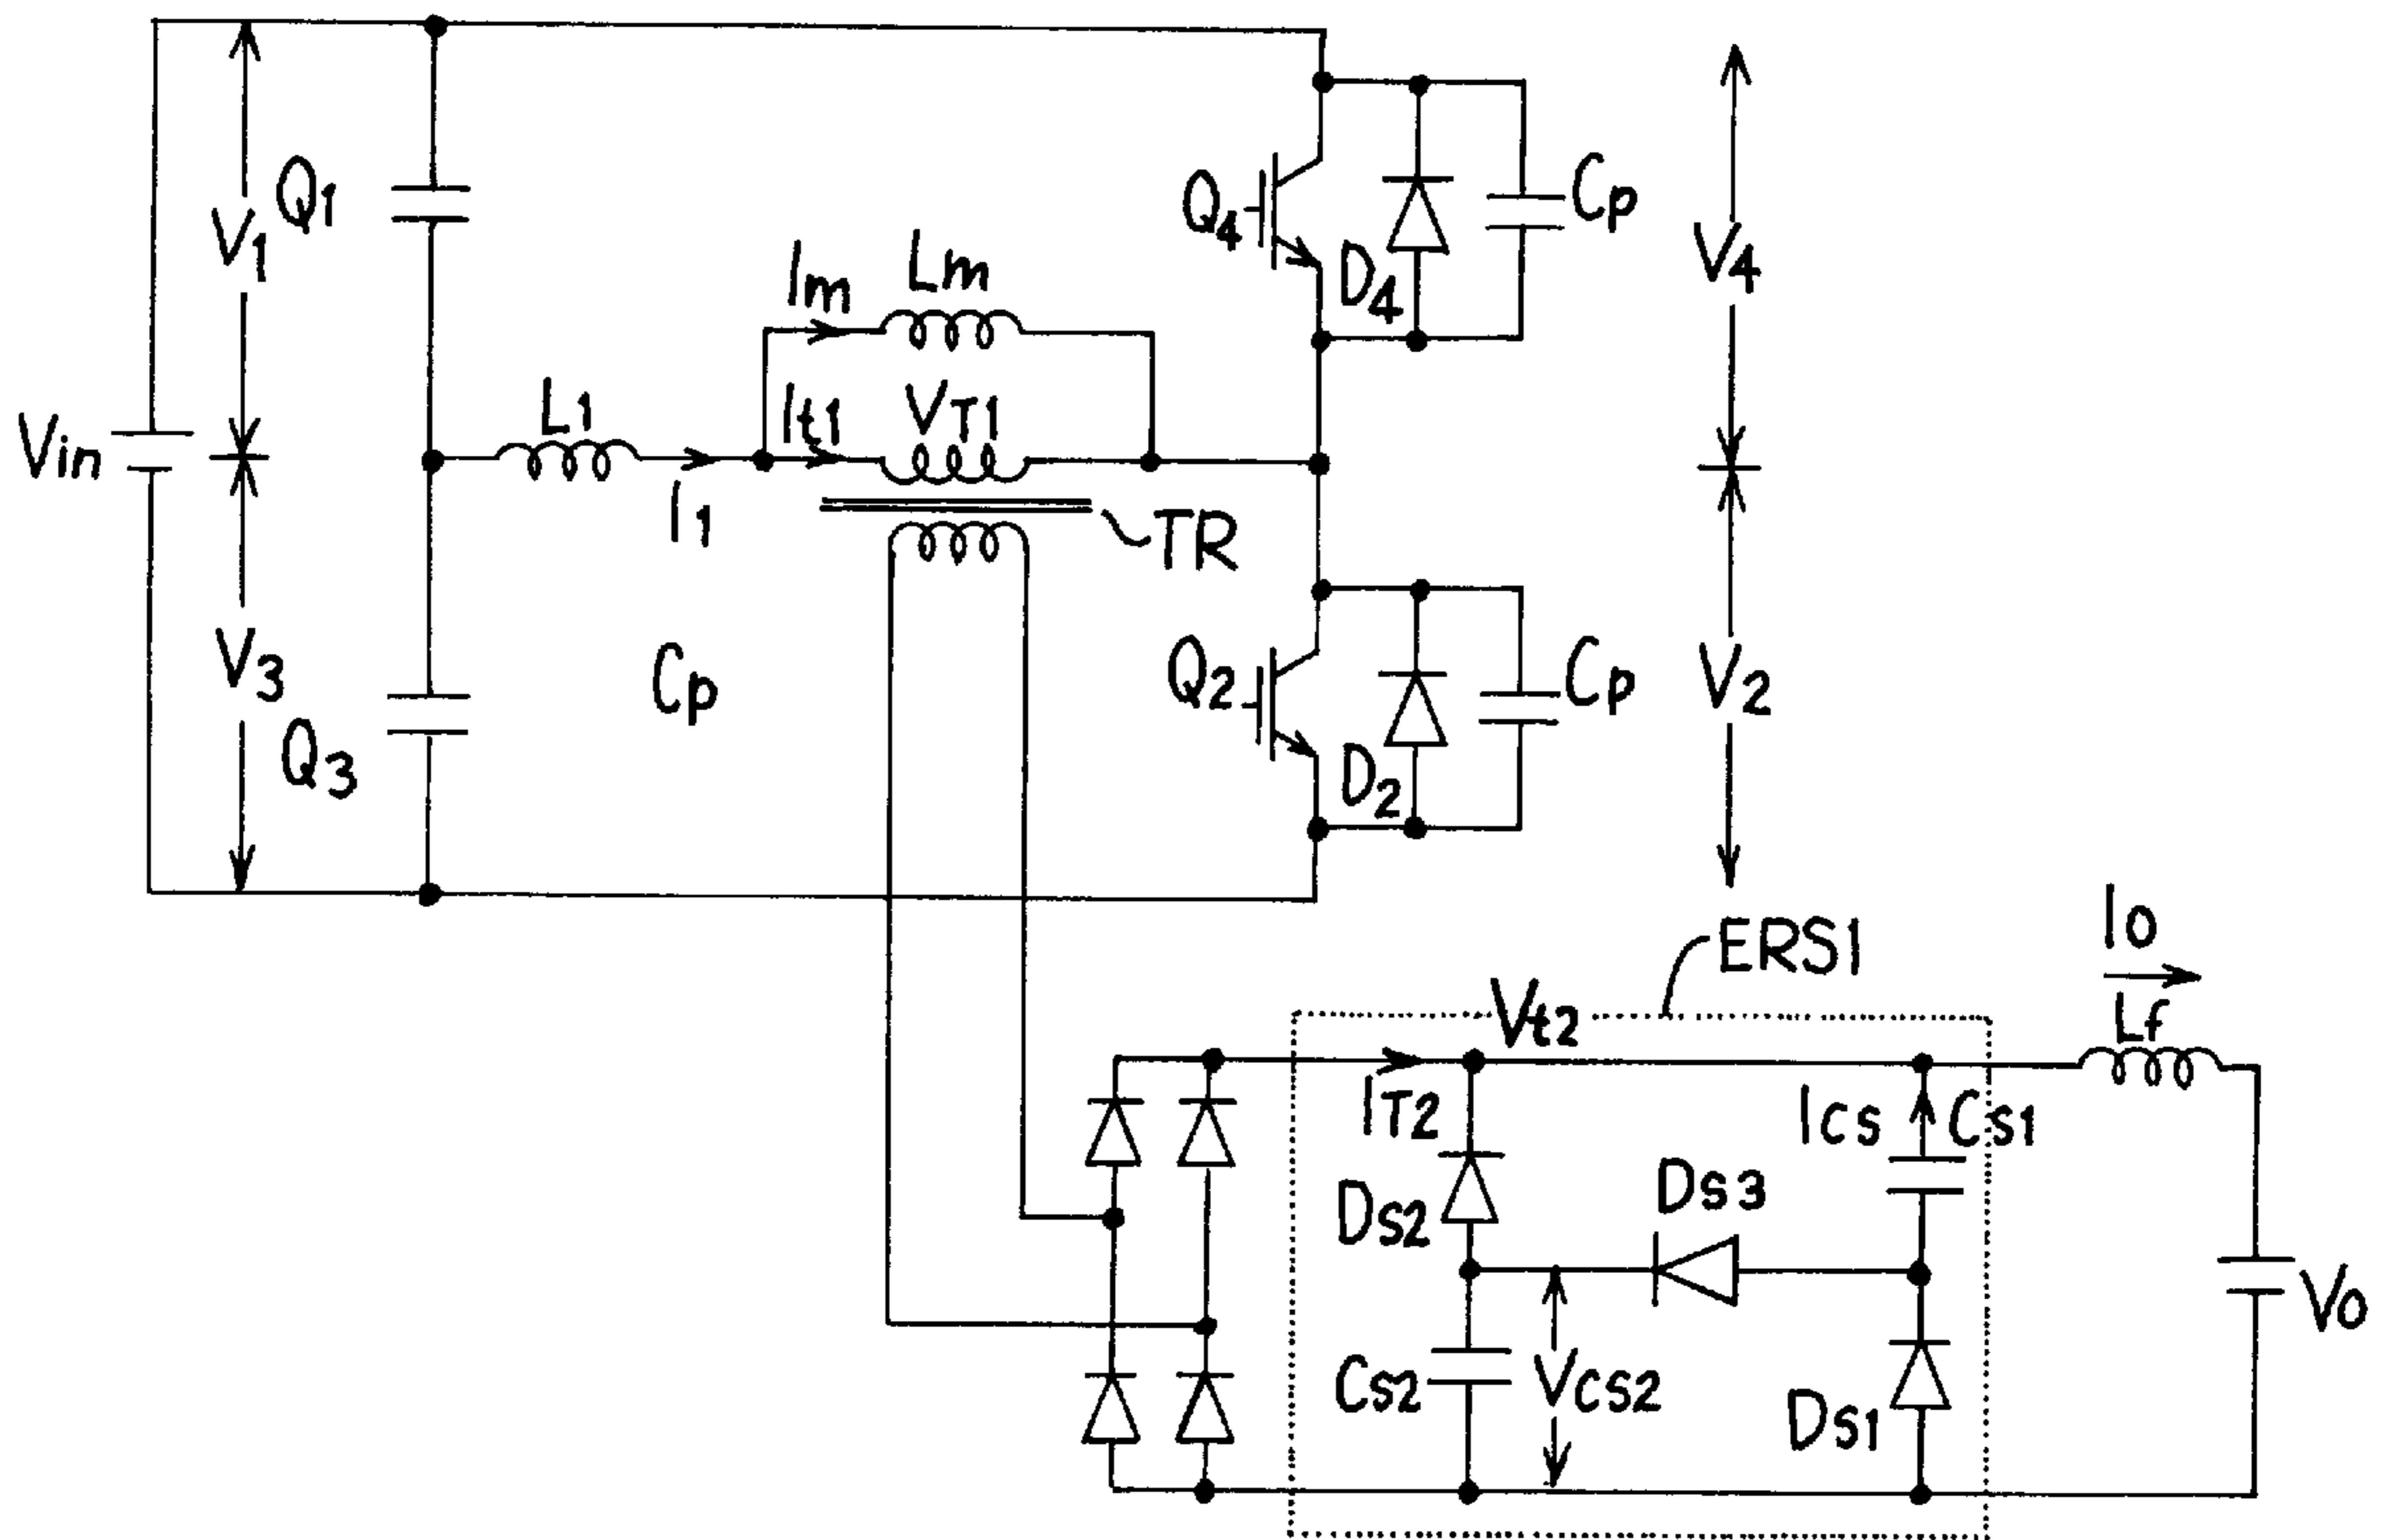 Vin
V1
Q1
V3
Q3
L1
I1
Im
Lm
It1
VT1
TR
Cp
Q4
D4
Cp
V4
Q2
D2
Cp
V2
ERS1
Io
Lf
Vt2
IT2
Ics
Cs1
Ds2
Ds3
Cs2
Vcs2
Ds1
Vo